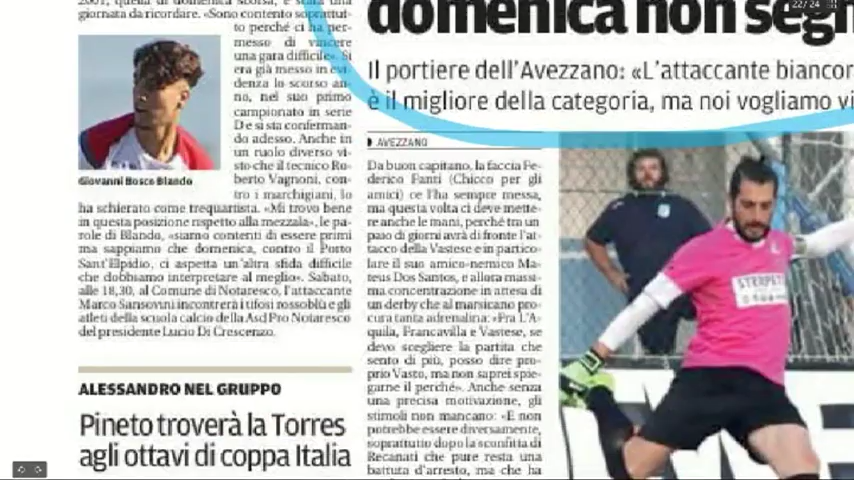 giornata da ricordare. «Sono contento soprattut-
to perché ci ha per-
messo di vincere
una gara difficile». Si
era già messo in evi-
denza lo scorso an-
no, nel suo primo
campionato in serie
D e si sta conferman-
do adesso. Anche in
un ruolo diverso vi-
sto che il tecnico Ro-
berto Vagnoni, con-
tro i marchigiani, lo
Giovanni Bosco Blando
ha schierato come trequartista. «Mi trovo bene
in questa posizione rispetto alla mezzala», le pa-
role di Blando, «siamo contenti di essere primi
ma sappiamo che domenica, contro il Porto
Sant'Elpidio, ci aspetta un'altra sfida difficile
che dobbiamo interpretare al meglio». Sabato,
alle 18,30, al Comune di Notaresco, l'attaccante
Marco Sansovini incontrerà i tifosi rossoblù e gli
atleti della scuola calcio della Asd Pro Notaresco
del presidente Lucio Di Crescenzo.
ALESSANDRO NEL GRUPPO
Pineto troverà la Torres
agli ottavi di coppa Italia
domenica non segn
Il portiere dell'Avezzano: «L'attaccante biancor
è il migliore della categoria, ma noi vogliamo vi
AVEZZANO
Da buon capitano, la faccia Fe-
derico Fanti (Chicco per gli
amici) ce l'ha sempre messa,
ma questa volta ci deve mette-
re anche le mani, perché tra un
paio di giorni avrà di fronte l'at-
tacco della Vastese e in partico-
lare il suo amico-nemico Ma-
teus Dos Santos, e allora massi-
ma concentrazione in attesa di
un derby che al marsicano pro-
cura tanta adrenalina: «Fra L'A-
quila, Francavilla e Vastese, se
devo scegliere la partita che
sento di più, posso dire pro-
prio Vasto, ma non saprei spie-
garne il perché». Anche senza
una precisa motivazione, gli
stimoli non mancano: «E non
potrebbe essere diversamente,
soprattutto dopo la sconfitta di
Recanati che pure resta una
battuta d'arresto, ma che ha
22/24